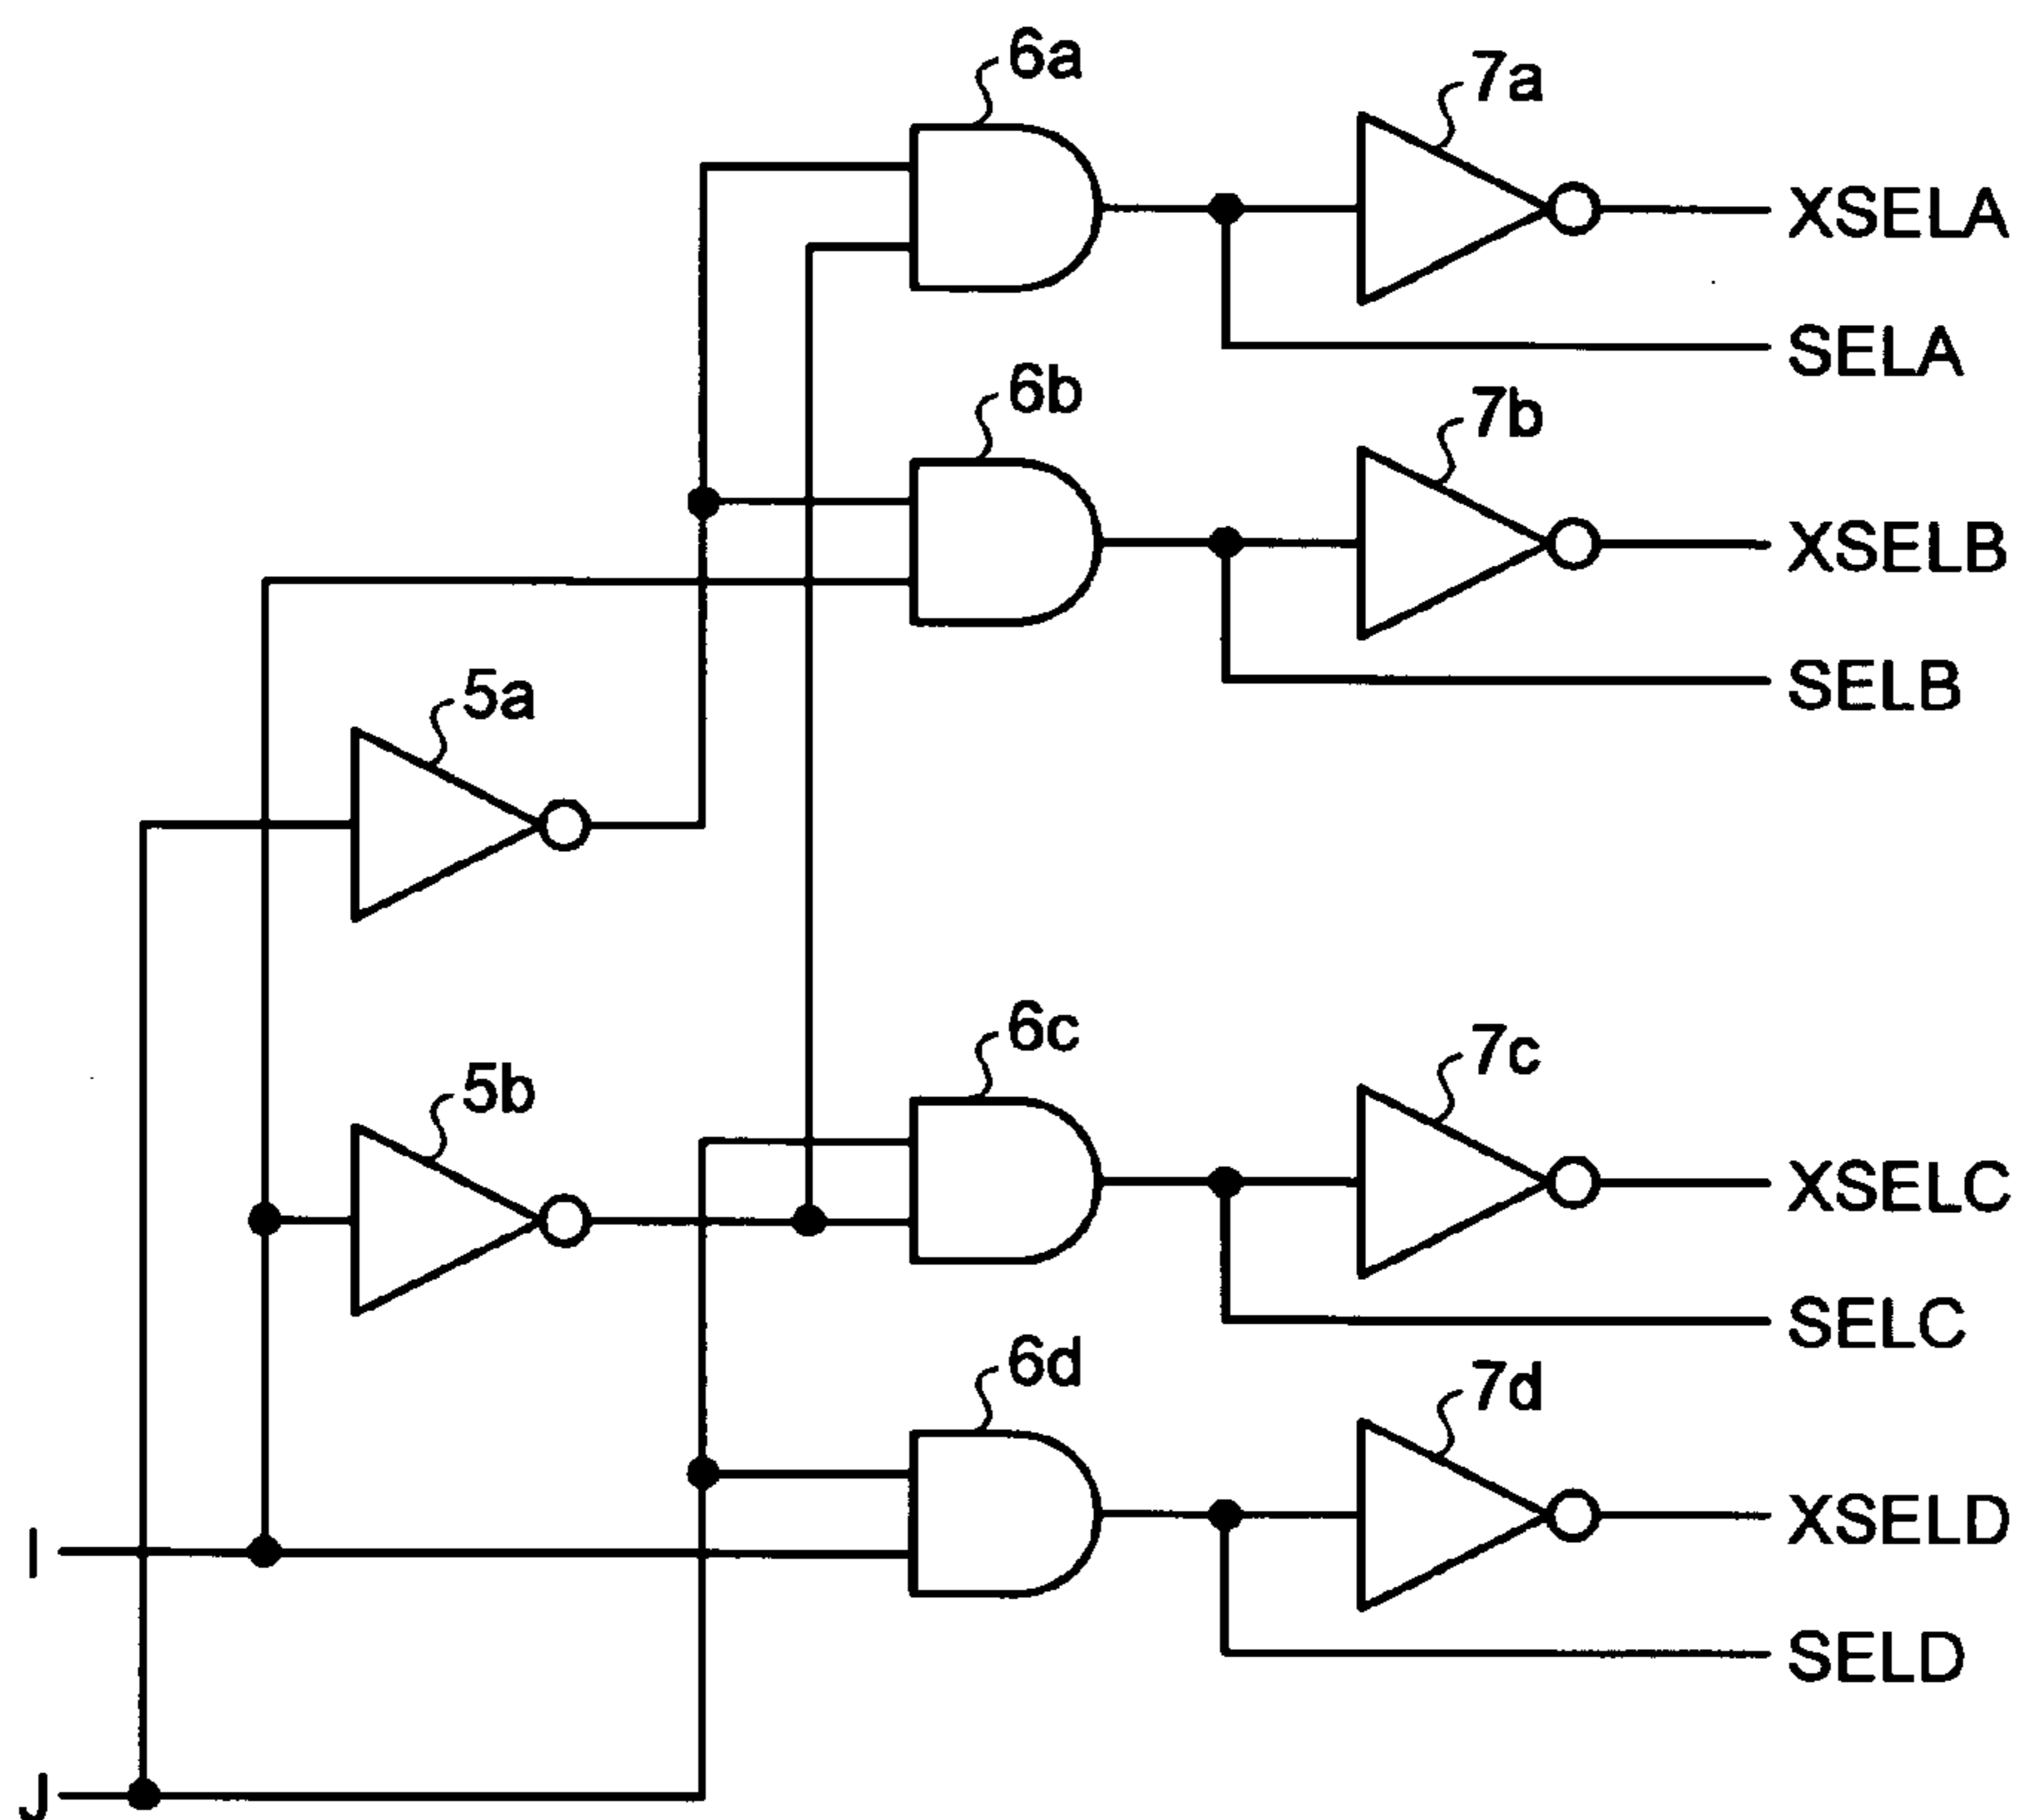 6a
7a
XSELA
SELA
6b
7b
XSELB
SELB
5a
5b
6c
7c
XSELC
SELC
6d
7d
XSELD
SELD
I
J